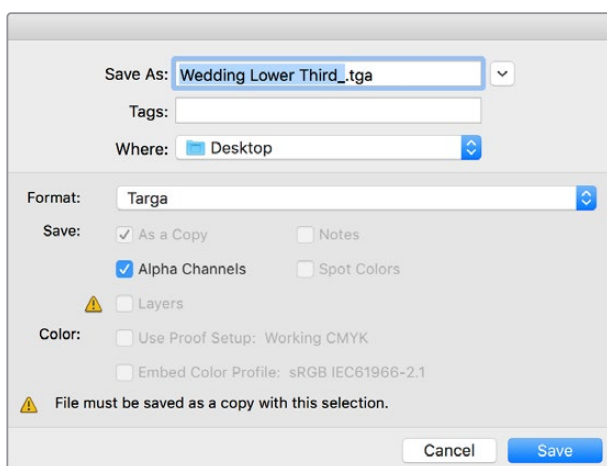 Save As: Wedding Lower Third_.tga
Tags:
Where: Desktop
Format: Targa
Save: As a Copy Notes
Alpha Channels Spot Colors
Layers
Color: Use Proof Setup: Working CMYK
Embed Color Profile: sRGB IEC61966-2.1
File must be saved as a copy with this selection.
Cancel Save